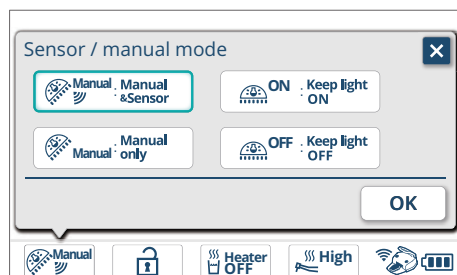 Sensor / manual mode
Manual : Manual &Sensor
ON : Keep light ON
Manual : Manual only
OFF : Keep light OFF
OK
Manual
Heater OFF
High